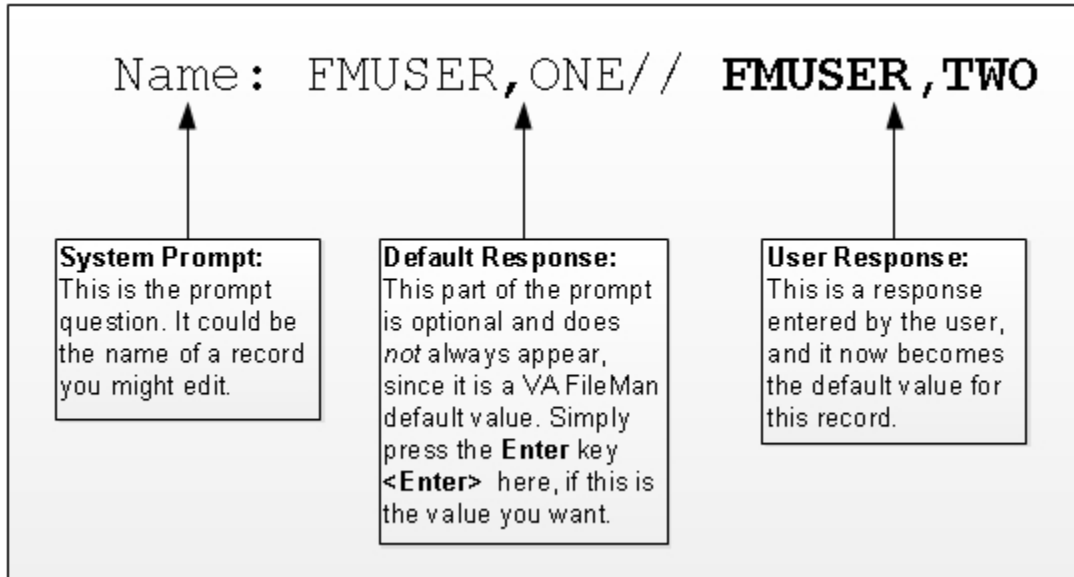 Name: FMUSER,ONE// FMUSER,TWO
System Prompt:
This is the prompt
question. It could be
the name of a record
you might edit.
Default Response:
This part of the prompt
is optional and does
not always appear,
since it is a VA FileMan
default value. Simply
press the Enter key
<Enter> here, if this is
the value you want.
User Response:
This is a response
entered by the user,
and it now becomes
the default value for
this record.